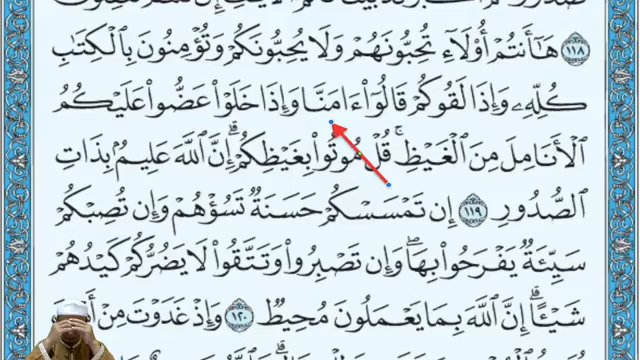 هَٰٓأَنتُمْ أُو۟لَآءِ تُحِبُّونَهُمْ وَلَا يُحِبُّونَكُمْ وَتُؤْمِنُونَ بِٱلْكِتَٰبِ ١١٨
كُلِّهِۦ وَإِذَا لَقُوكُمْ قَالُوٓا۟ ءَامَنَّا وَإِذَا خَلَوْا۟ عَضُّوا۟ عَلَيْكُمُ
ٱلْأَنَامِلَ مِنَ ٱلْغَيْظِ ۚ قُلْ مُوتُوا۟ بِغَيْظِكُمْ ۗ إِنَّ ٱللَّهَ عَلِيمٌۢ بِذَاتِ
ٱلصُّدُورِ ١١٩ إِن تَمْسَسْكُمْ حَسَنَةٌ تَسُؤْهُمْ وَإِن تُصِبْكُمْ
سَيِّئَةٌ يَفْرَحُوا۟ بِهَا ۖ وَإِن تَصْبِرُوا۟ وَتَتَّقُوا۟ لَا يَضُرُّكُمْ كَيْدُهُمْ
شَيْـًٔا ۗ إِنَّ ٱللَّهَ بِمَا يَعْمَلُونَ مُحِيطٌ ١٢٠ وَإِذْ غَدَوْتَ مِنْ